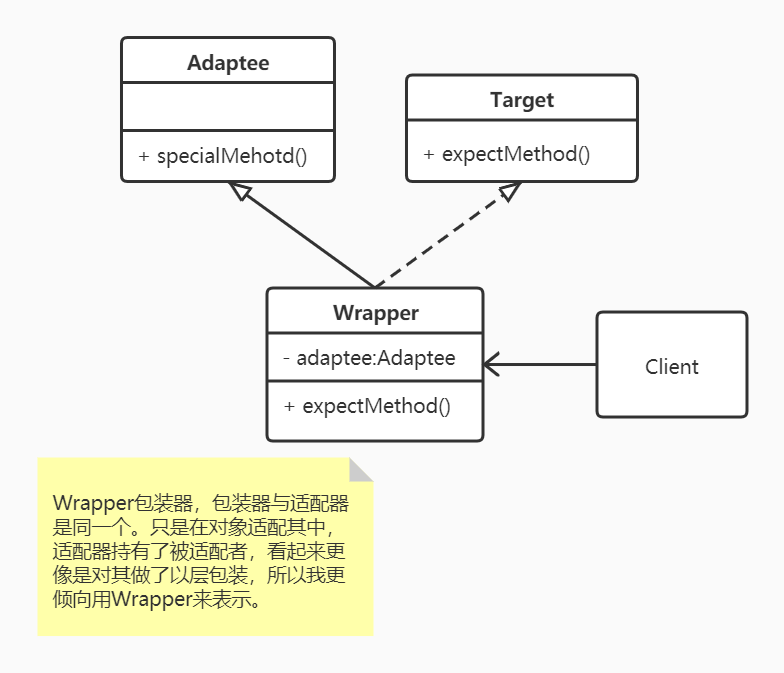 Adaptee
+ specialMehotd()
Target
+ expectMethod()
Wrapper
- adaptee:Adaptee
+ expectMethod()
Client
Wrapper包装器，包装器与适配器
是同一个。只是在对象适配其中，
适配器持有了被适配者，看起来更
像是对其做了以层包装，所以我更
倾向用Wrapper来表示。